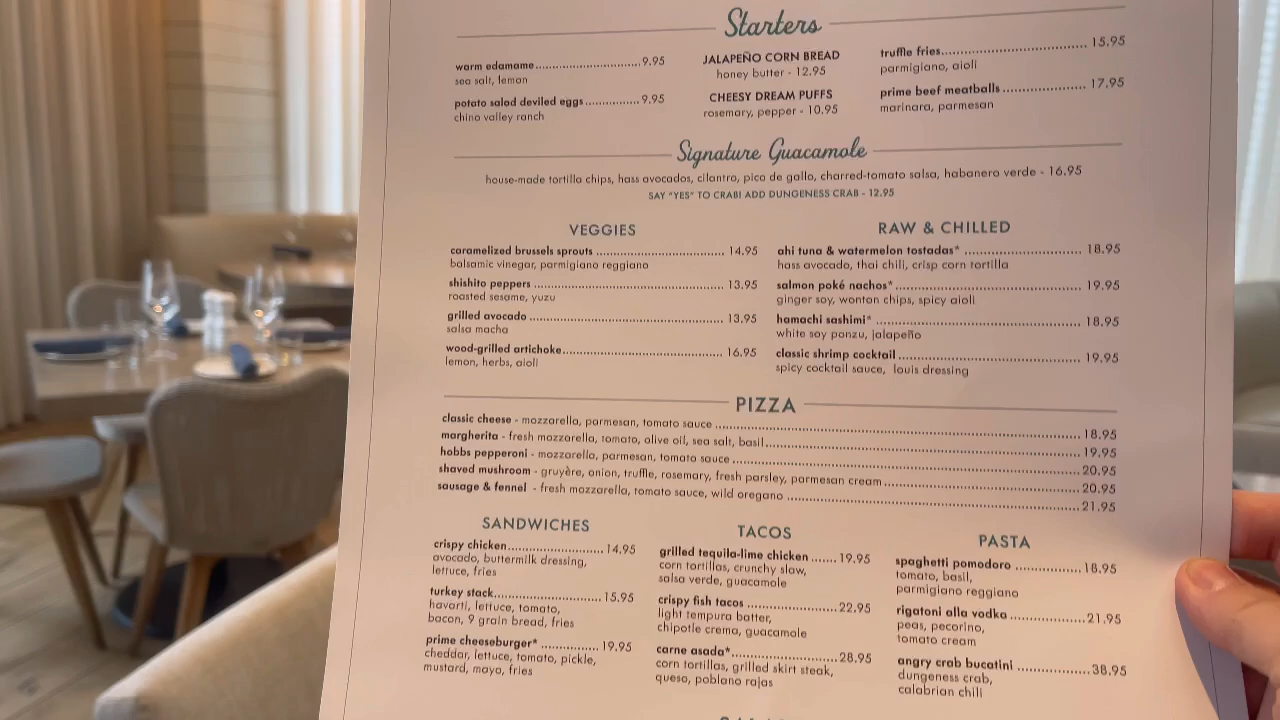 Starters
warm edamame 9.95
sea salt, lemon
potato salad deviled eggs 9.95
chino valley ranch
JALAPEÑO CORN BREAD
honey butter - 12.95
CHEESY DREAM PUFFS
rosemary, pepper - 10.95
truffle fries 15.95
parmigiano, aioli
prime beef meatballs 17.95
marinara, parmesan
Signature Guacamole
house-made tortilla chips, hass avocados, cilantro, pico de gallo, charred-tomato salsa, habanero verde - 16.95
SAY "YES" TO CRAB! ADD DUNGENESS CRAB - 12.95
VEGGIES
caramelized brussels sprouts 14.95
balsamic vinegar, parmigiano reggiano
shishito peppers 13.95
roasted sesame, yuzu
grilled avocado 13.95
salsa macha
wood-grilled artichoke 16.95
lemon, herbs, aioli
RAW & CHILLED
ahi tuna & watermelon tostadas* 18.95
hass avocado, thai chili, crisp corn tortilla
salmon poké nachos* 19.95
ginger soy, wonton chips, spicy aioli
hamachi sashimi* 18.95
white soy ponzu, jalapeño
classic shrimp cocktail 19.95
spicy cocktail sauce, louis dressing
PIZZA
classic cheese - mozzarella, parmesan, tomato sauce 18.95
margherita - fresh mozzarella, tomato, olive oil, sea salt, basil 19.95
hobbs pepperoni - mozzarella, parmesan, tomato sauce 20.95
shaved mushroom - gruyère, onion, truffle, rosemary, fresh parsley, parmesan cream 20.95
sausage & fennel - fresh mozzarella, tomato sauce, wild oregano 21.95
SANDWICHES
crispy chicken 14.95
avocado, buttermilk dressing,
lettuce, fries
turkey stack 15.95
havarti, lettuce, tomato,
bacon, 9 grain bread, fries
prime cheeseburger* 19.95
cheddar, lettuce, tomato, pickle,
mustard, mayo, fries
TACOS
grilled tequila-lime chicken 19.95
corn tortillas, crunchy slaw,
salsa verde, guacamole
crispy fish tacos 22.95
light tempura batter,
chipotle crema, guacamole
carne asada* 28.95
corn tortillas, grilled skirt steak,
queso, poblano rajas
PASTA
spaghetti pomodoro 18.95
tomato, basil,
parmigiano reggiano
rigatoni alla vodka 21.95
peas, pecorino,
tomato cream
angry crab bucatini 38.95
dungeness crab,
calabrian chili